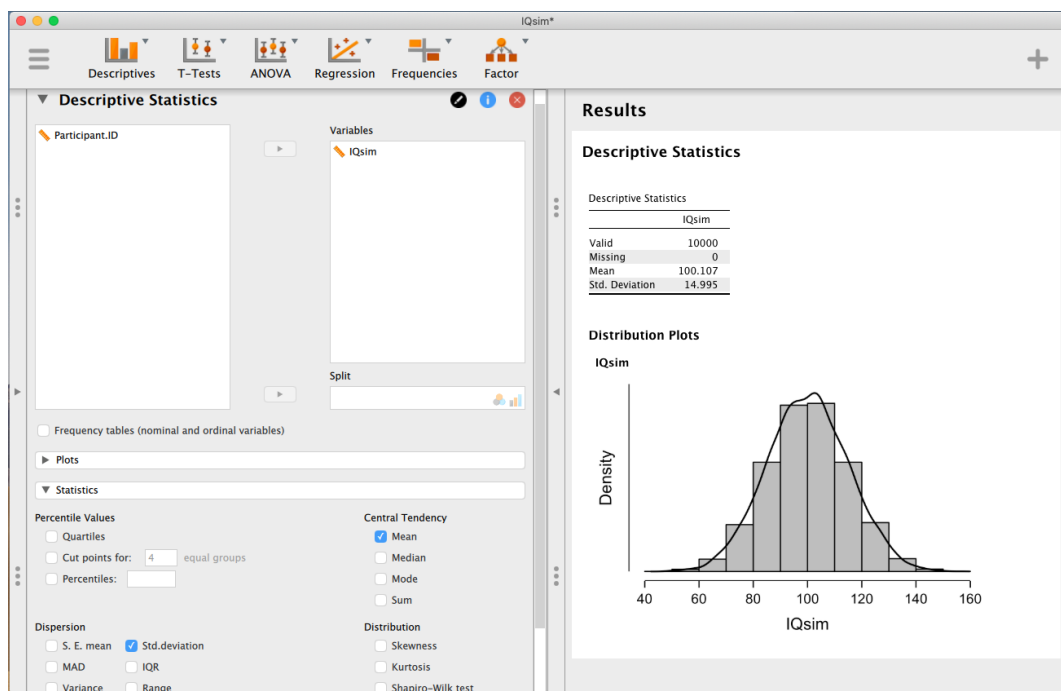 IQsim*
Descriptives T-Tests ANOVA Regression Frequencies Factor
Descriptive Statistics
Participant.ID
Variables
IQsim
Split
Frequency tables (nominal and ordinal variables)
Plots
Statistics
Percentile Values
Quartiles
Cut points for: 4 equal groups
Percentiles:
Central Tendency
Mean
Median
Mode
Sum
Dispersion
S. E. mean Std.deviation
MAD IQR
Variance Range
Distribution
Skewness
Kurtosis
Shapiro-Wilk test
Results
Descriptive Statistics
Descriptive Statistics
IQsim
Valid 10000
Missing 0
Mean 100.107
Std. Deviation 14.995
Distribution Plots
IQsim
Density
40 60 80 100 120 140 160
IQsim